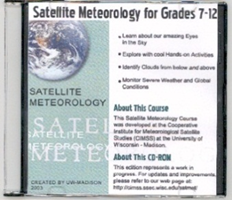 Satellite Meteorology for Grades 7-12
Learn about our amazing Eyes
in the Sky
Explore with cool Hands-on Activities
Identify Clouds from below and above
Monitor Severe Weather and Global
Conditions
SATELLITE
METEOROLOGY
About This Course
This Satellite Meteorology Course
was developed at the Cooperative
Institute for Meteorological Satellite
Studies (CIMSS) at the University of
Wisconsin - Madison.
About This CD-ROM
This edition represents a work in
progress. For updates and improvements,
please refer to our web page at:
http://cimss.ssec.wisc.edu/satmet/
SATELL
SATELLITE
METEOROLO
METEO
CREATED BY UW-MADISON
2003